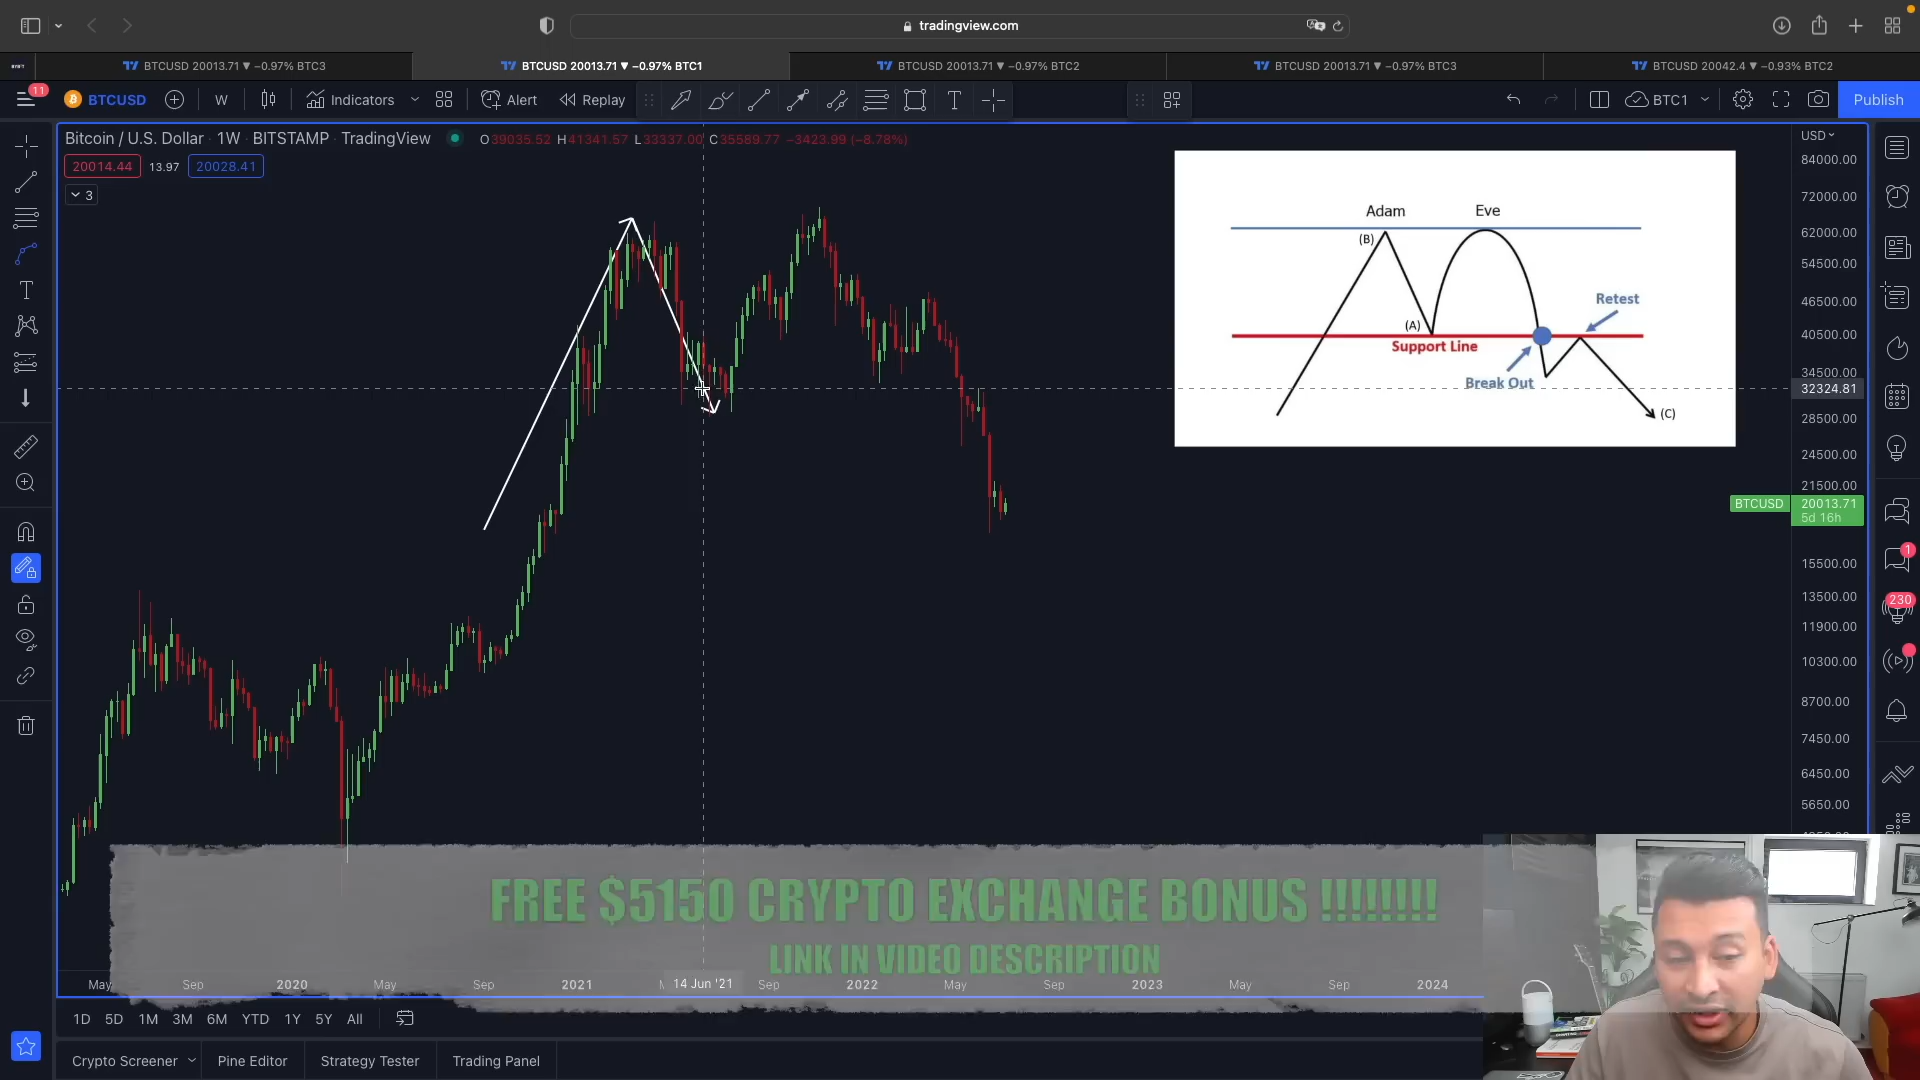 tradingview.com
BTCUSD 20013.71 ▼ −0.97% BTC3
BTCUSD 20013.71 ▼ −0.97% BTC1
BTCUSD 20013.71 ▼ −0.97% BTC2
BTCUSD 20013.71 ▼ −0.97% BTC3
BTCUSD 20042.4 ▼ −0.93% BTC2
11
BTCUSD
W
Indicators
Alert
Replay
BTC1
Publish
Bitcoin / U.S. Dollar · 1W · BITSTAMP · TradingView
O39035.52 H41341.57 L33337.00 C35589.77 −3423.99 (−8.78%)
20014.44
13.97
20028.41
3
USD
84000.00
72000.00
62000.00
54500.00
46500.00
40500.00
34500.00
32324.81
28500.00
24500.00
21500.00
BTCUSD 20013.71
5d 16h
15500.00
13500.00
11900.00
10300.00
8700.00
7450.00
6450.00
5650.00
Adam
Eve
(B)
(A)
Support Line
Retest
Break Out
(C)
1
230
FREE $5150 CRYPTO EXCHANGE BONUS !!!!!!!!
LINK IN VIDEO DESCRIPTION
May
Sep
2020
May
Sep
2021
14 Jun '21
Sep
2022
May
Sep
2023
May
Sep
2024
1D 5D 1M 3M 6M YTD 1Y 5Y All
Crypto Screener
Pine Editor
Strategy Tester
Trading Panel